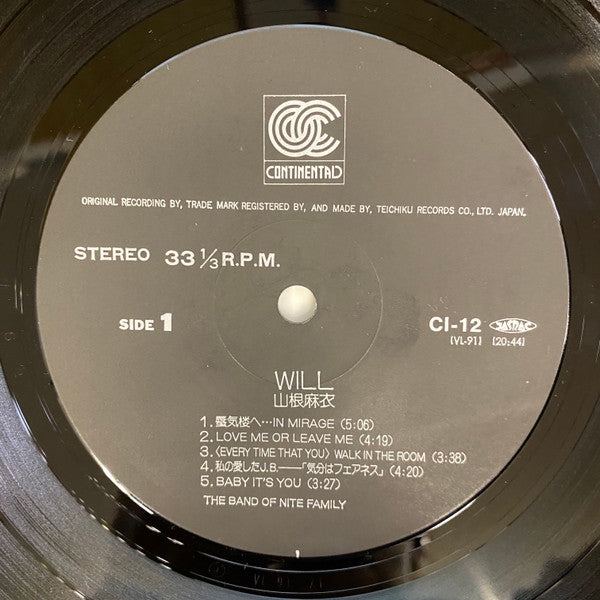 CONTINENTAL
ORIGINAL RECORDING BY, TRADE MARK REGISTERED BY, AND MADE BY, TEICHIKU RECORDS CO., LTD. JAPAN.
STEREO 33 1/3 R.P.M.
SIDE 1
CI-12 JASRAC
[VL-91] [20:44]
WILL
山根麻衣
1. 蜃気楼へ…IN MIRAGE (5:06)
2. LOVE ME OR LEAVE ME (4:19)
3. 〈EVERY TIME THAT YOU〉 WALK IN THE ROOM (3:38)
4. 私の愛したJ.B.——「気分はフェアネス」 (4:20)
5. BABY IT'S YOU (3:27)
THE BAND OF NITE FAMILY